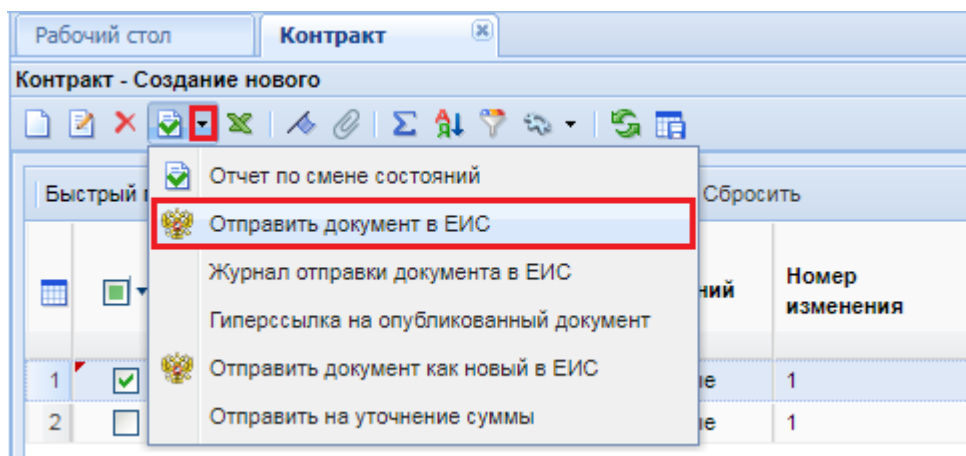 Рабочий стол
Контракт
Контракт - Создание нового
Отчет по смене состояний
Быстрый
Сбросить
Отправить документ в ЕИС
Журнал отправки документа в ЕИС
Номер
изменения
Гиперссылка на опубликованный документ
1
Отправить документ как новый в ЕИС
1
2
Отправить на уточнение суммы
1